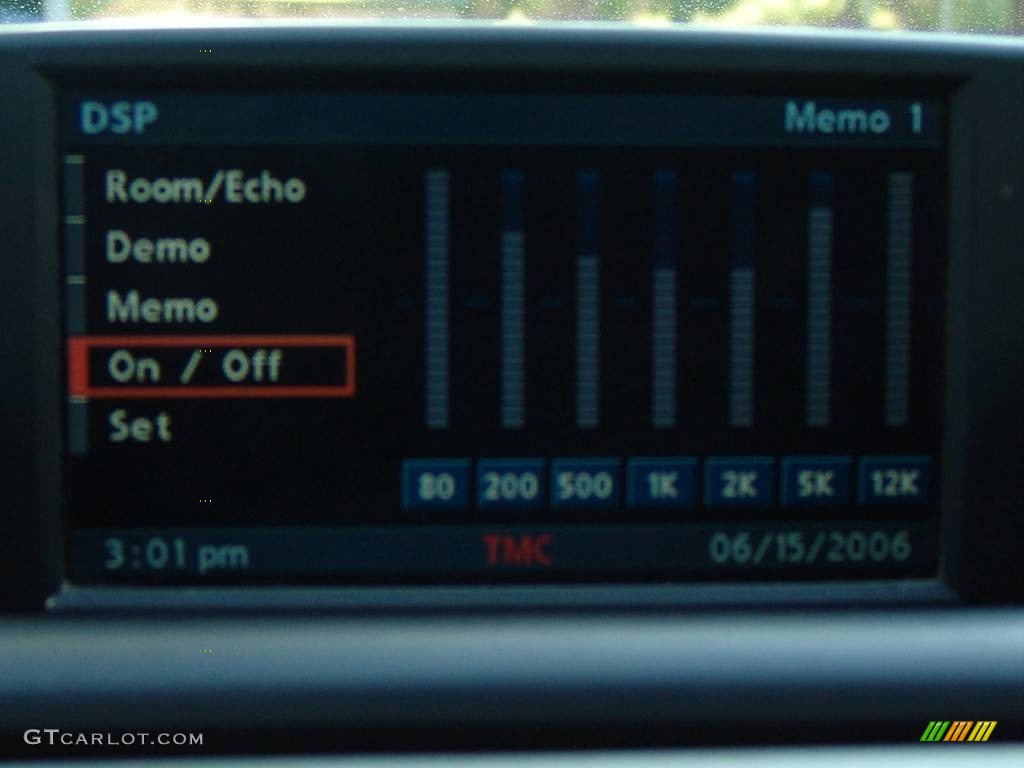 DSP Memo 1
Room/Echo
Demo
Memo
On / Off
Set
80 200 500 1K 2K 5K 12K
3:01 pm TMC 06/15/2006
GTCARLOT.COM